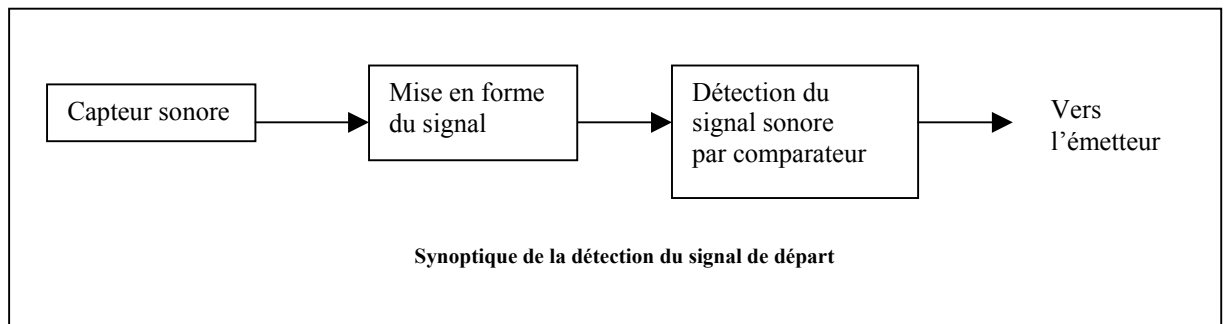 Capteur sonore
Mise en forme
du signal
Détection du
signal sonore
par comparateur
Vers
l’émetteur
Synoptique de la détection du signal de départ